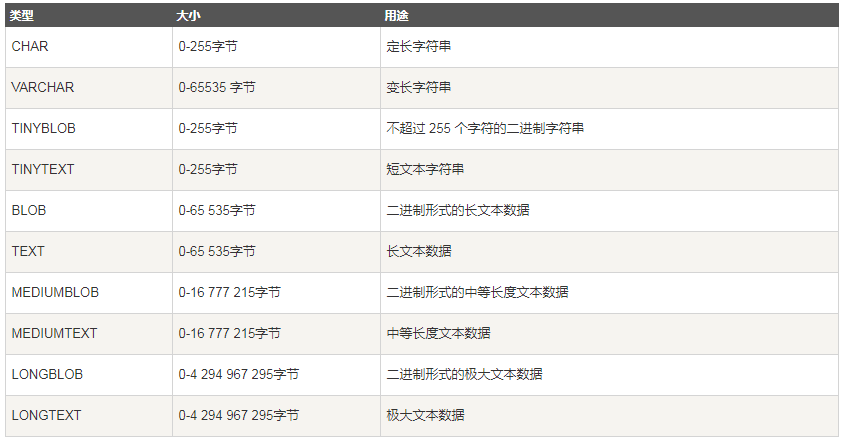 类型 大小 用途
CHAR 0-255字节 定长字符串
VARCHAR 0-65535 字节 变长字符串
TINYBLOB 0-255字节 不超过 255 个字符的二进制字符串
TINYTEXT 0-255字节 短文本字符串
BLOB 0-65 535字节 二进制形式的长文本数据
TEXT 0-65 535字节 长文本数据
MEDIUMBLOB 0-16 777 215字节 二进制形式的中等长度文本数据
MEDIUMTEXT 0-16 777 215字节 中等长度文本数据
LONGBLOB 0-4 294 967 295字节 二进制形式的极大文本数据
LONGTEXT 0-4 294 967 295字节 极大文本数据